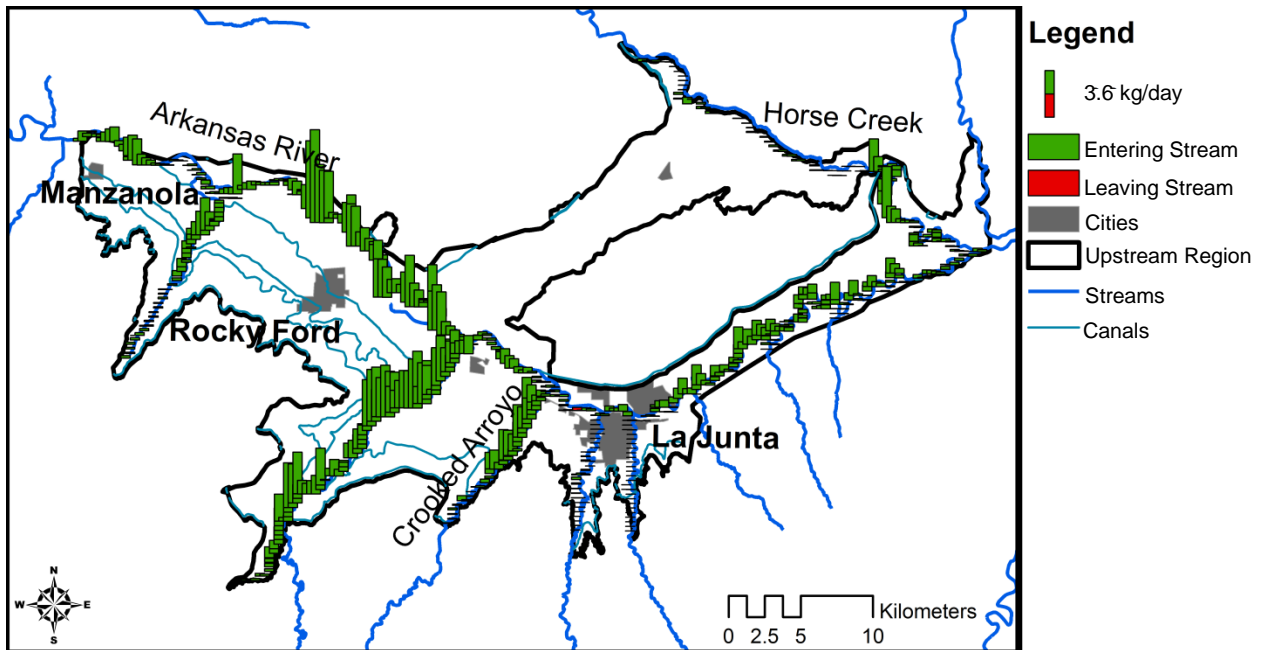 Arkansas River
Horse Creek
Manzanola
Rocky Ford
Crooked Arroyo
La Junta
N
W E
S
Kilometers
0 2.5 5 10
Legend
3.6 kg/day
Entering Stream
Leaving Stream
Cities
Upstream Region
Streams
Canals